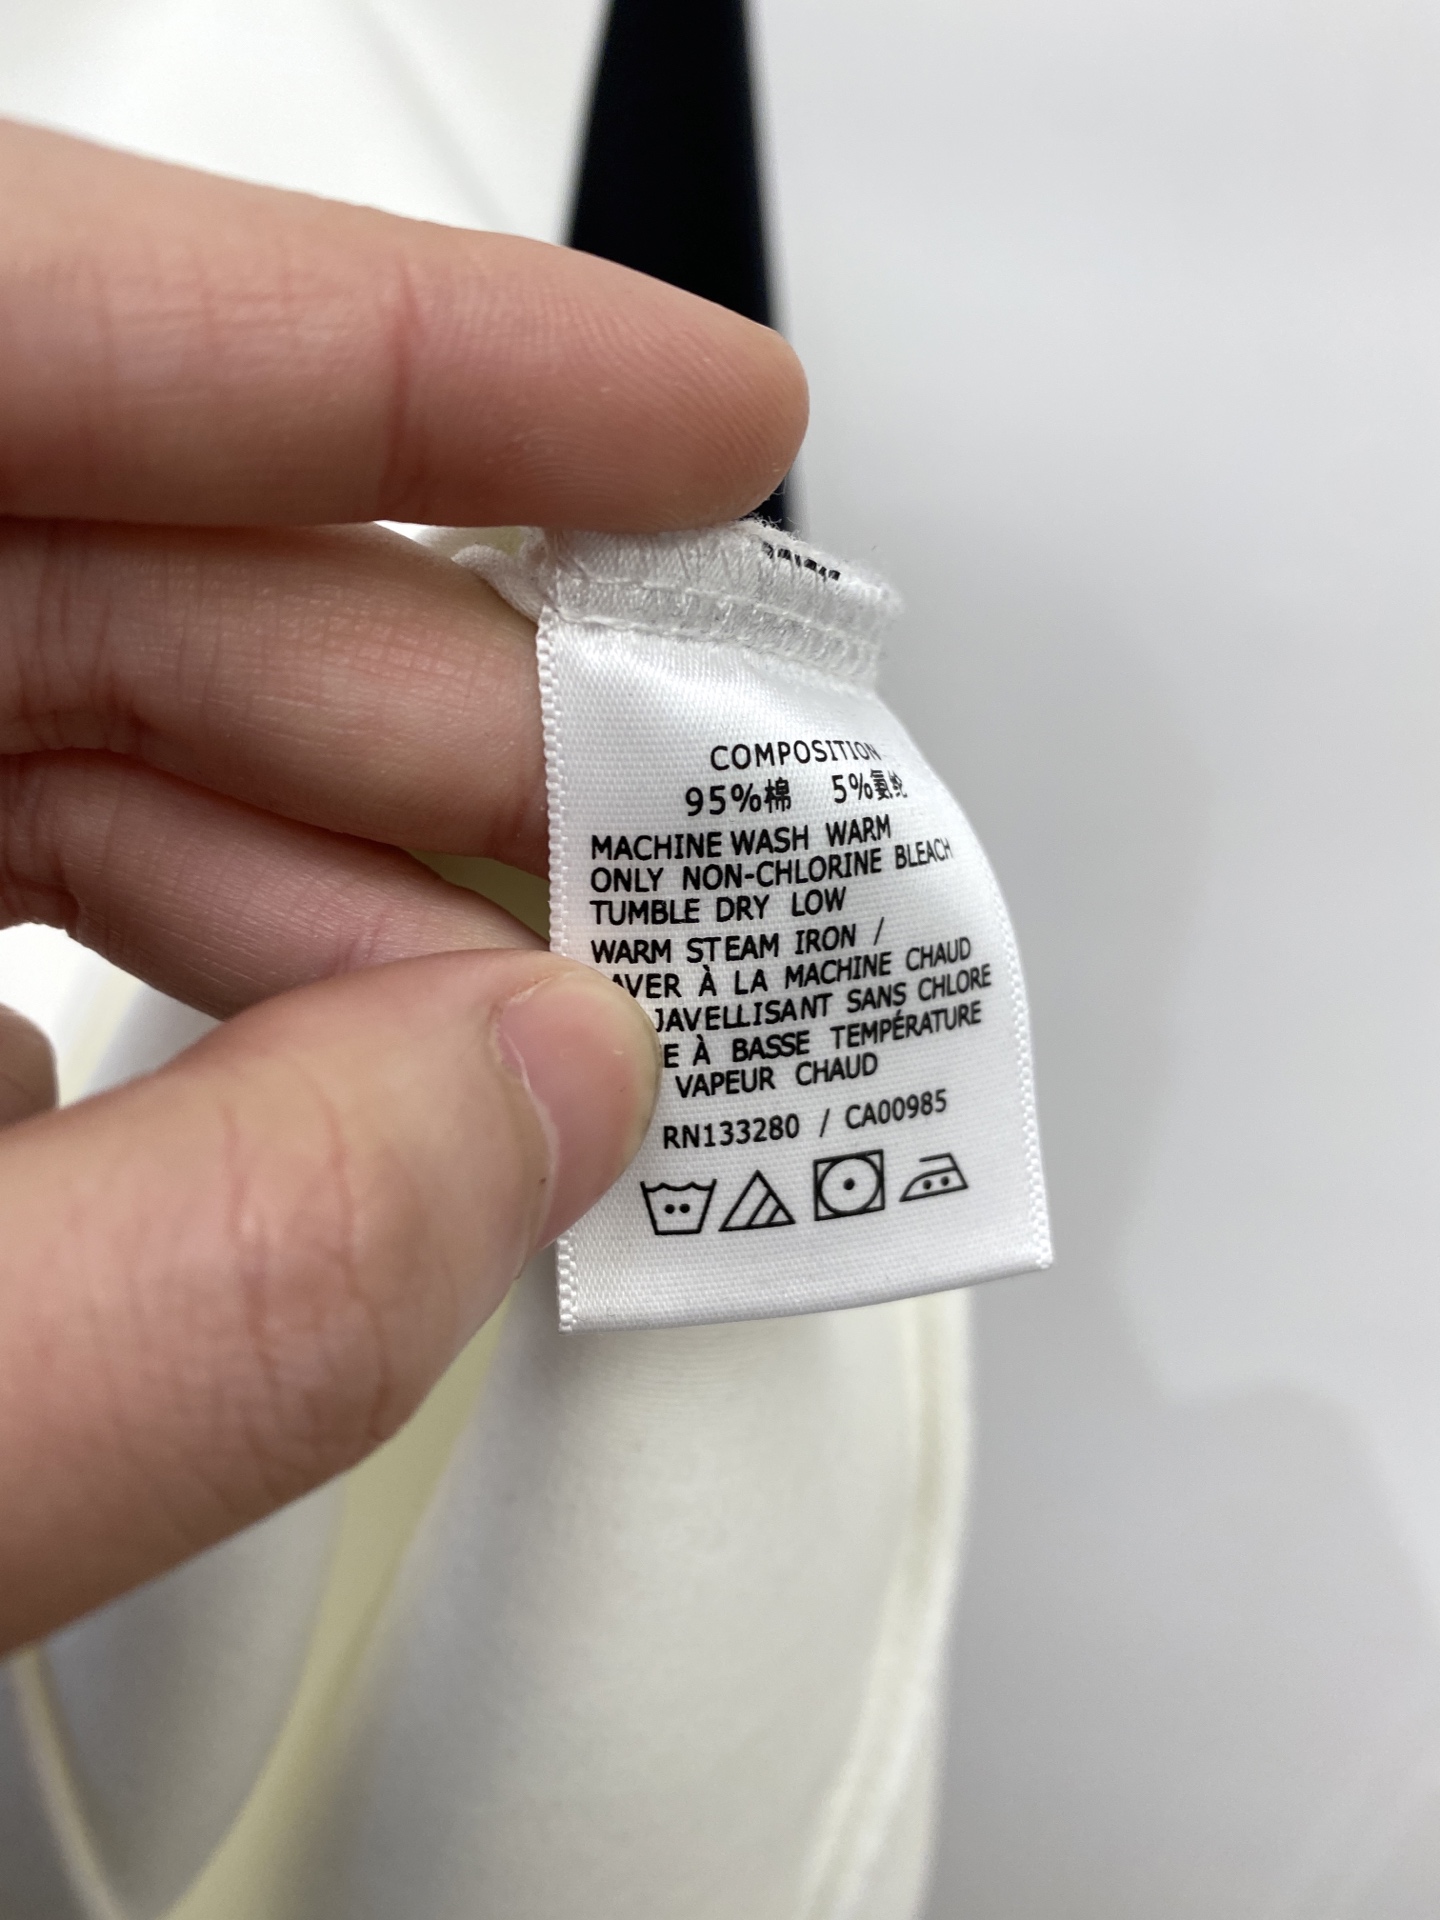 COMPOSITION
95%棉 5%氨纶
MACHINE WASH WARM
ONLY NON-CHLORINE BLEACH
TUMBLE DRY LOW
WARM STEAM IRON /
AVER À LA MACHINE CHAUD
JAVELLISANT SANS CHLORE
E À BASSE TEMPÉRATURE
VAPEUR CHAUD
RN133280 / CA00985